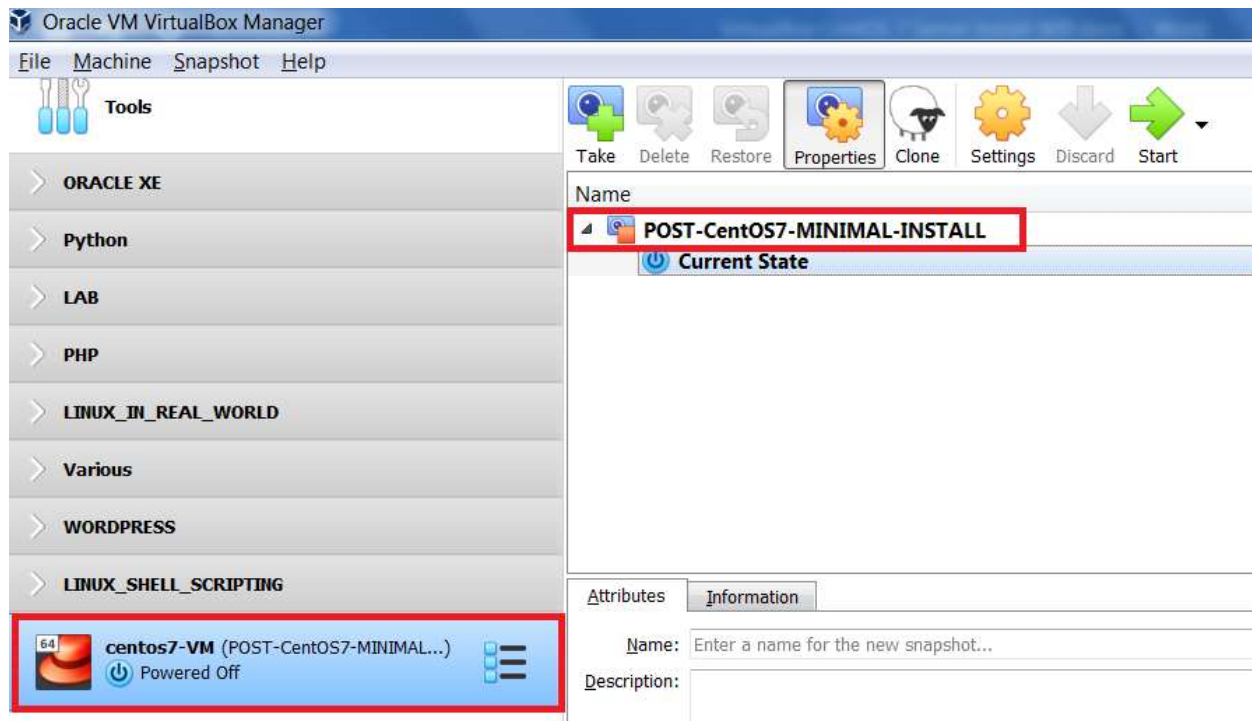 Oracle VM VirtualBox Manager
File Machine Snapshot Help
Tools
ORACLE XE
Python
LAB
PHP
LINUX_IN_REAL_WORLD
Various
WORDPRESS
LINUX_SHELL_SCRIPTING
64
centos7-VM (POST-CentOS7-MINIMAL...)
Powered Off
Take Delete Restore Properties Clone Settings Discard Start
Name
POST-CentOS7-MINIMAL-INSTALL
Current State
Attributes Information
Name: Enter a name for the new snapshot...
Description: